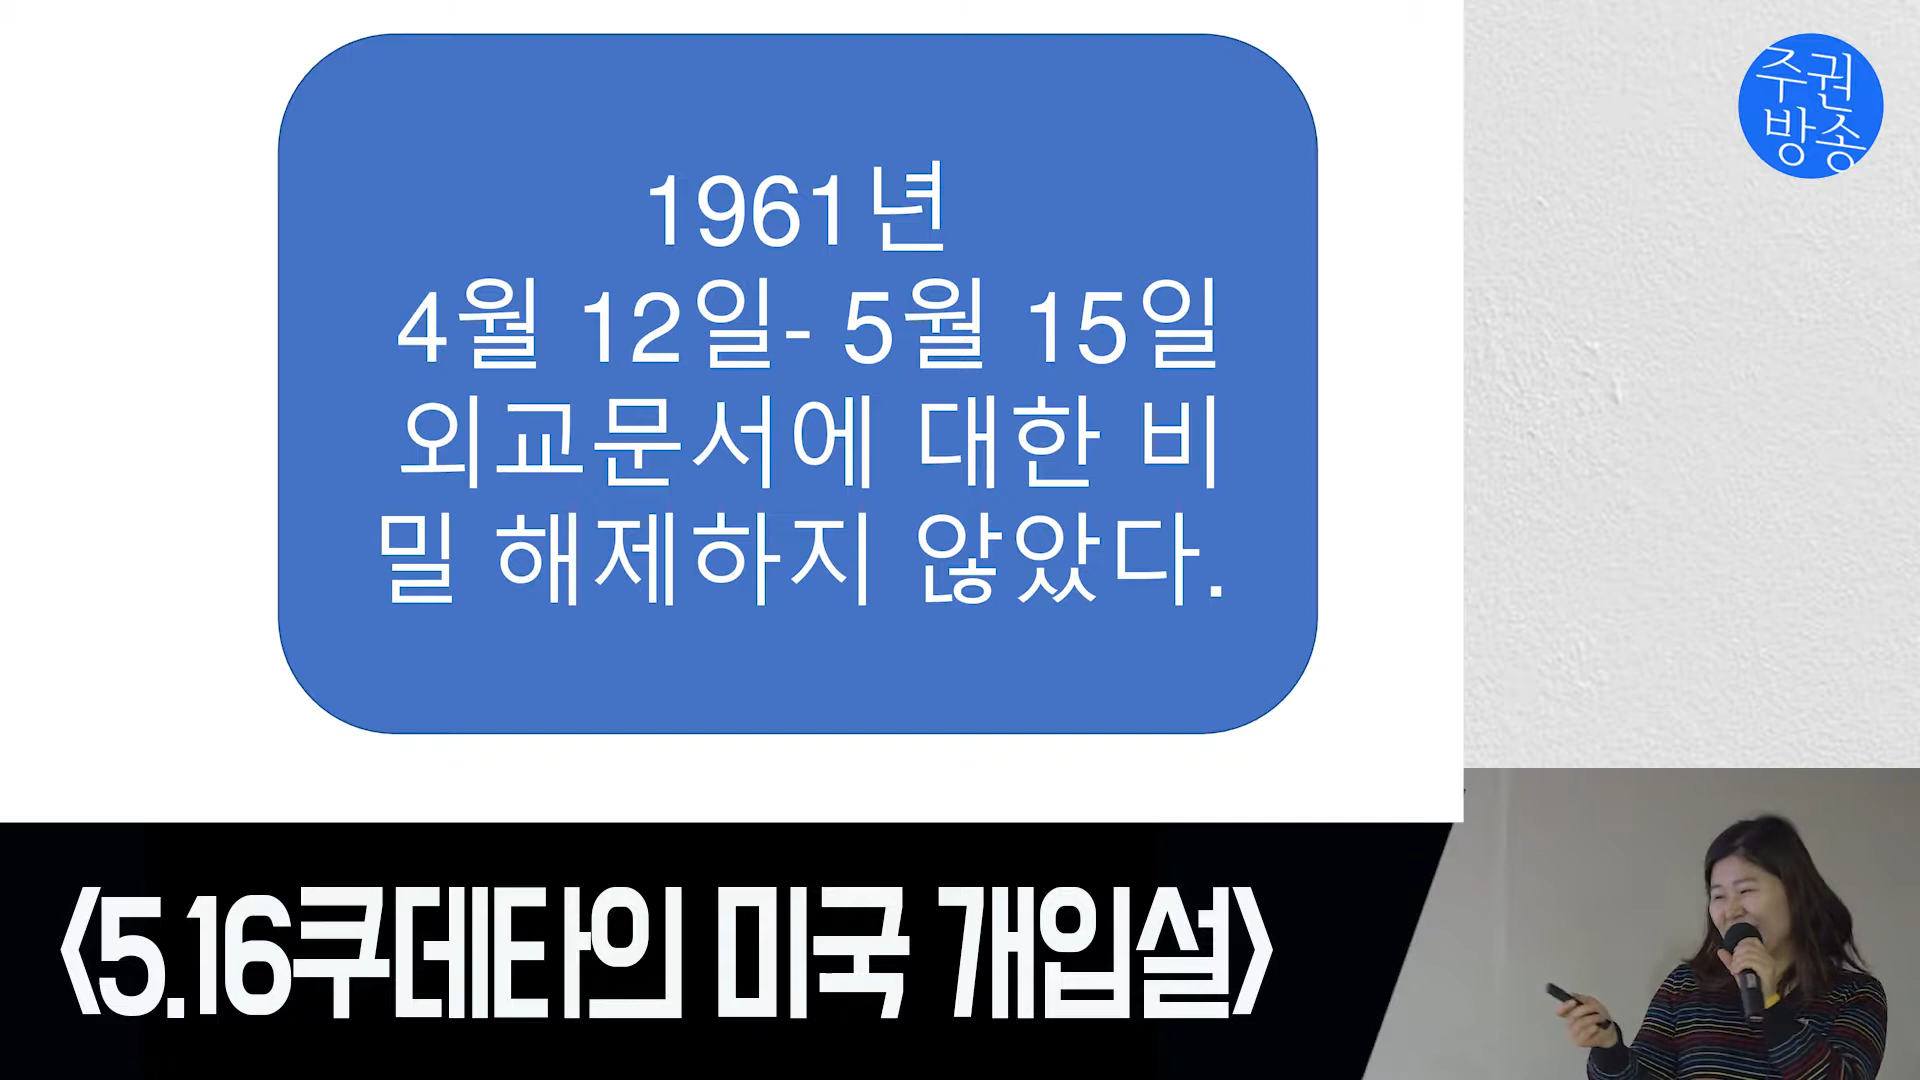 1961년
4월 12일- 5월 15일
외교문서에 대한 비
밀 해제하지 않았다.
주권
방송
<5.16쿠데타의 미국 개입설>